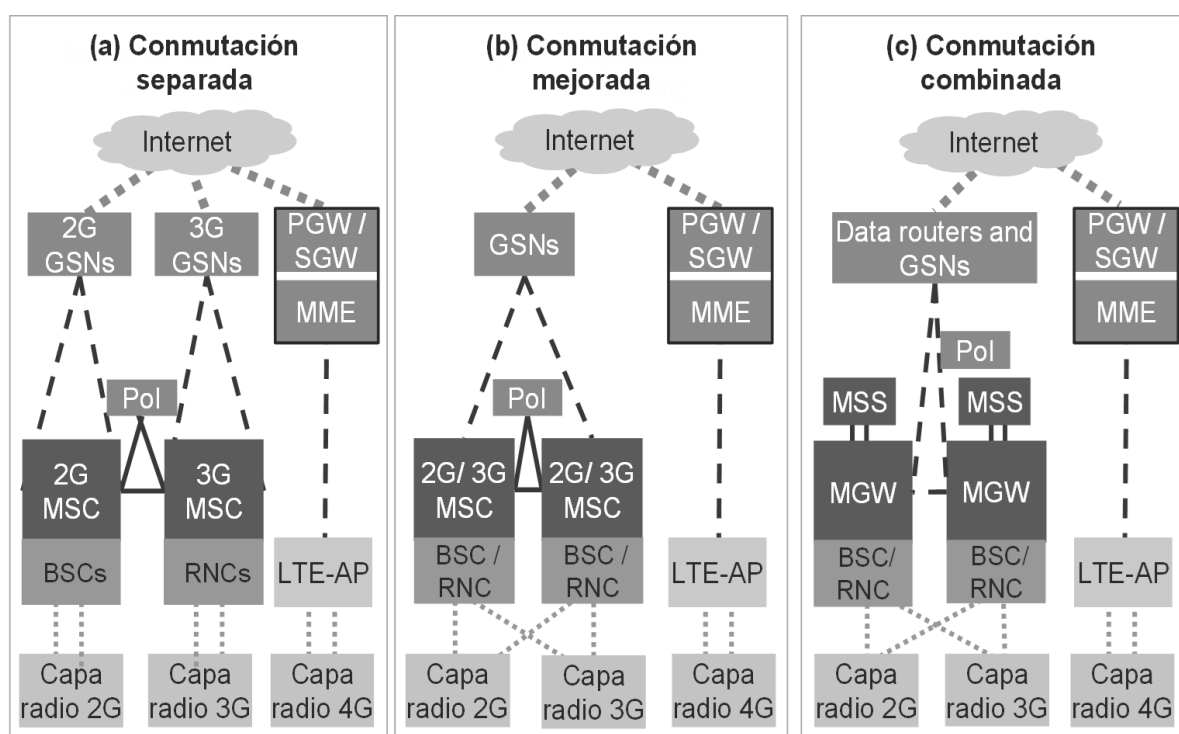 (a) Conmutación
separada
Internet
2G
GSNs
3G
GSNs
PGW /
SGW
MME
PoI
2G
MSC
3G
MSC
BSCs
RNCs
LTE-AP
Capa
radio 2G
Capa
radio 3G
Capa
radio 4G
(b) Conmutación
mejorada
Internet
GSNs
PGW /
SGW
MME
PoI
2G/ 3G
MSC
2G/ 3G
MSC
BSC /
RNC
BSC /
RNC
LTE-AP
Capa
radio 2G
Capa
radio 3G
Capa
radio 4G
(c) Conmutación
combinada
Internet
Data routers and
GSNs
PGW /
SGW
MME
PoI
MSS
MSS
MGW
MGW
BSC/
RNC
BSC/
RNC
LTE-AP
Capa
radio 2G
Capa
radio 3G
Capa
radio 4G